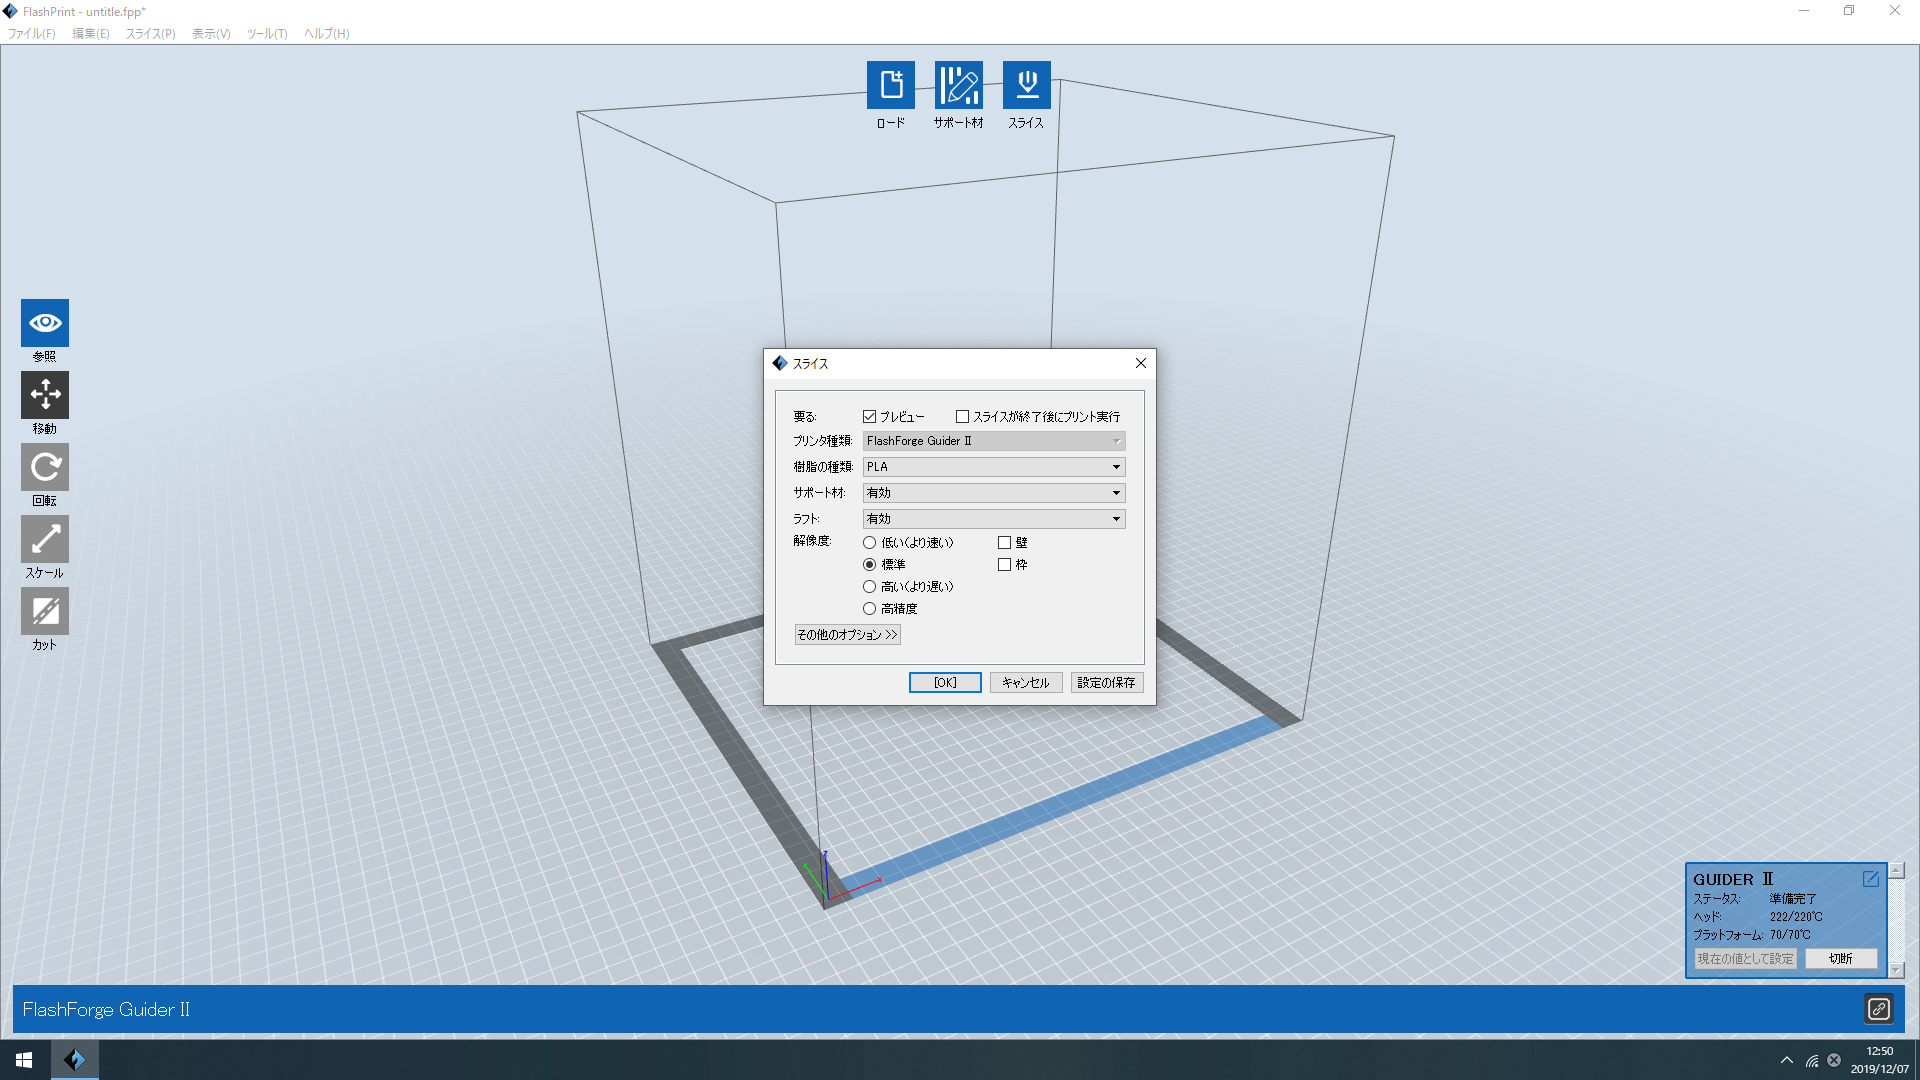 FlashPrint - untitle.fpp*
ファイル(F) 編集(E) スライス(P) 表示(V) ツール(T) ヘルプ(H)
ロード サポート材 スライス
参照
移動
回転
スケール
カット
スライス
要る: プレビュー スライスが終了後にプリント実行
プリンタ種類: FlashForge Guider II
樹脂の種類: PLA
サポート材: 有効
ラフト: 有効
解像度: 低い(より速い) 壁
標準 枠
高い(より遅い)
高精度
その他のオプション >>
[OK] キャンセル 設定の保存
z
x
GUIDER II
ステータス: 準備完了
ヘッド: 222/220℃
プラットフォーム: 70/70℃
現在の値として設定 切断
FlashForge Guider II
12:50
2019/12/07